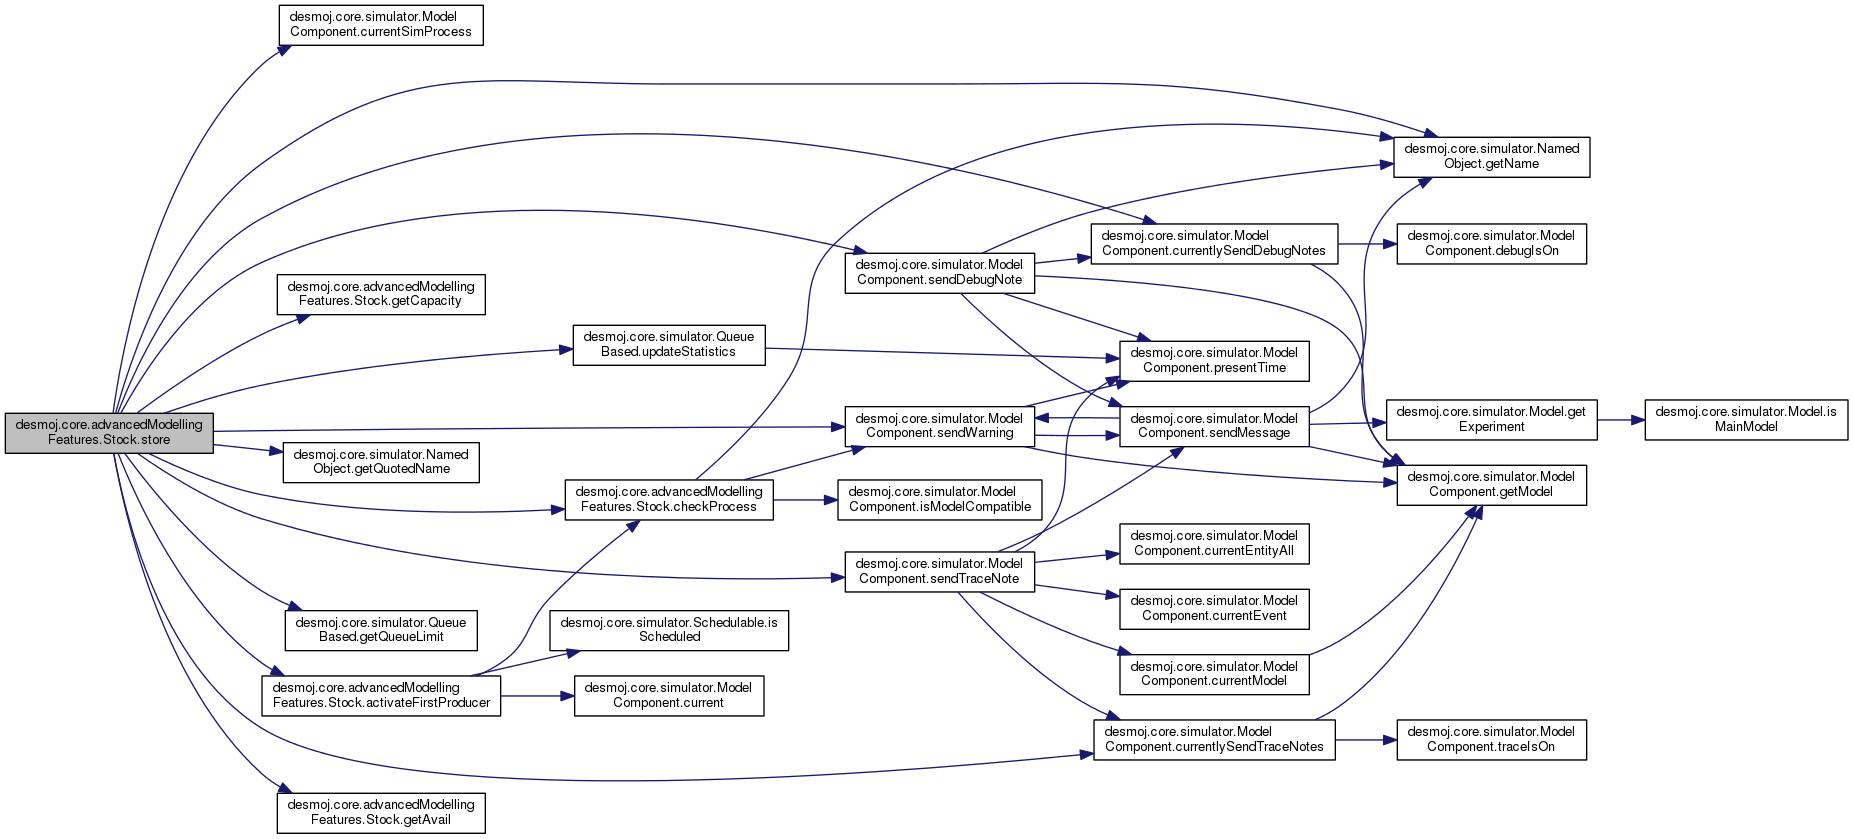 desmoj.core.simulator.Model
Component.currentSimProcess
desmoj.core.simulator.Named
Object.getName
desmoj.core.simulator.Model
Component.currentlySendDebugNotes
desmoj.core.simulator.Model
Component.debugIsOn
desmoj.core.simulator.Model
Component.sendDebugNote
desmoj.core.advancedModelling
Features.Stock.getCapacity
desmoj.core.simulator.Queue
Based.updateStatistics
desmoj.core.simulator.Model
Component.presentTime
desmoj.core.advancedModelling
Features.Stock.store
desmoj.core.simulator.Model
Component.sendWarning
desmoj.core.simulator.Model
Component.sendMessage
desmoj.core.simulator.Model.get
Experiment
desmoj.core.simulator.Model.is
MainModel
desmoj.core.simulator.Named
Object.getQuotedName
desmoj.core.simulator.Model
Component.getModel
desmoj.core.advancedModelling
Features.Stock.checkProcess
desmoj.core.simulator.Model
Component.isModelCompatible
desmoj.core.simulator.Model
Component.currentEntityAll
desmoj.core.simulator.Model
Component.sendTraceNote
desmoj.core.simulator.Model
Component.currentEvent
desmoj.core.simulator.Queue
Based.getQueueLimit
desmoj.core.simulator.Schedulable.is
Scheduled
desmoj.core.simulator.Model
Component.currentModel
desmoj.core.advancedModelling
Features.Stock.activateFirstProducer
desmoj.core.simulator.Model
Component.current
desmoj.core.simulator.Model
Component.currentlySendTraceNotes
desmoj.core.simulator.Model
Component.traceIsOn
desmoj.core.advancedModelling
Features.Stock.getAvail